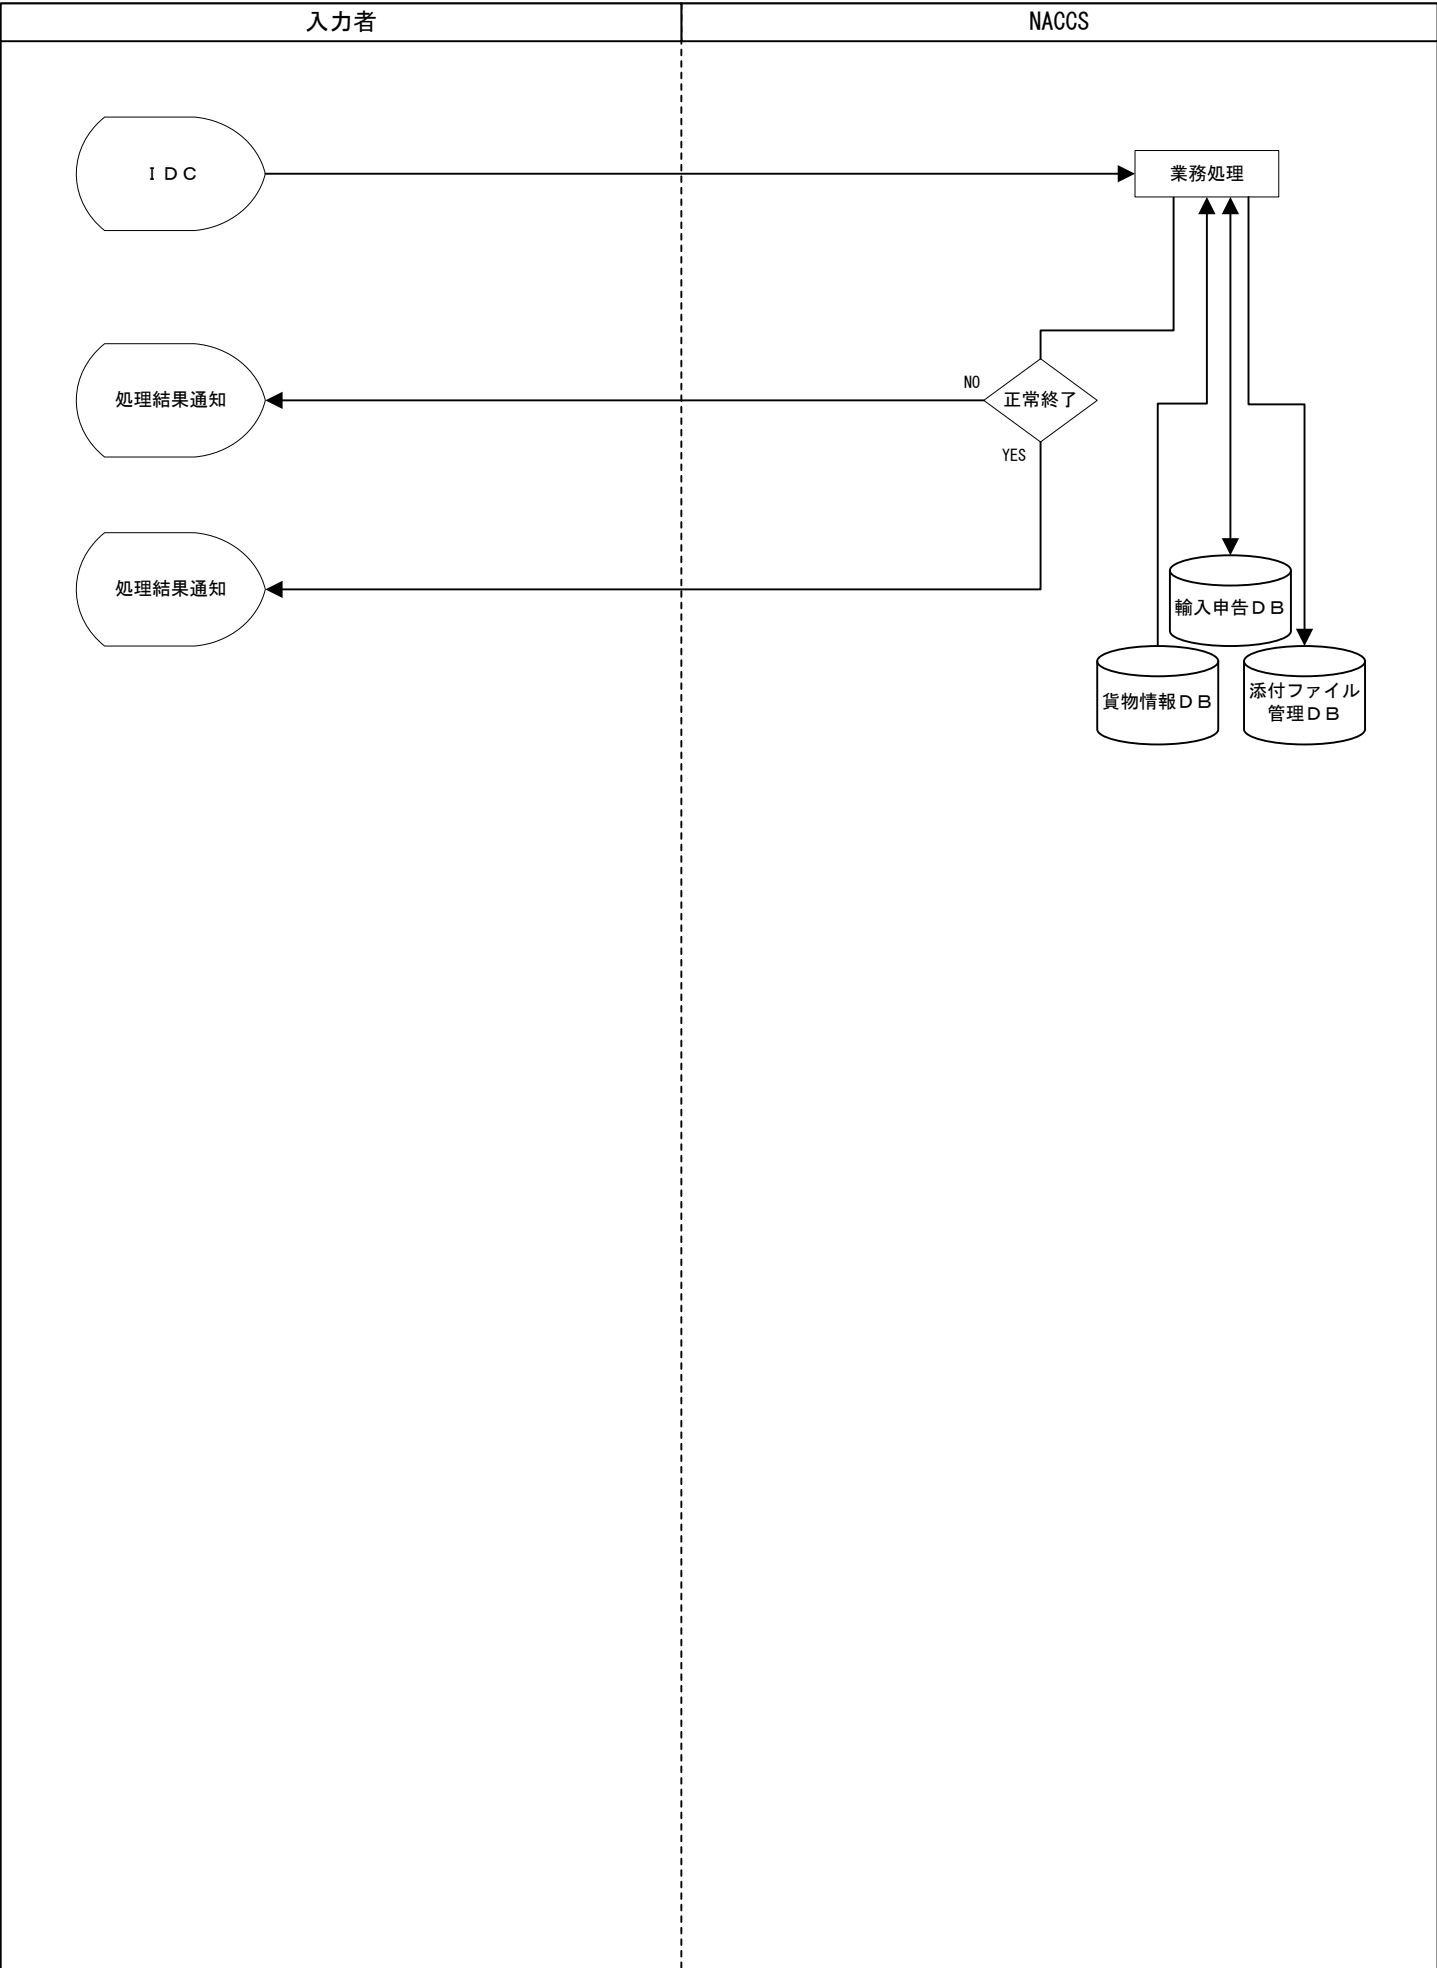 入力者
NACCS
ＩＤＣ
業務処理
処理結果通知
NO
正常終了
YES
処理結果通知
輸入申告ＤＢ
貨物情報ＤＢ
添付ファイル
管理ＤＢ